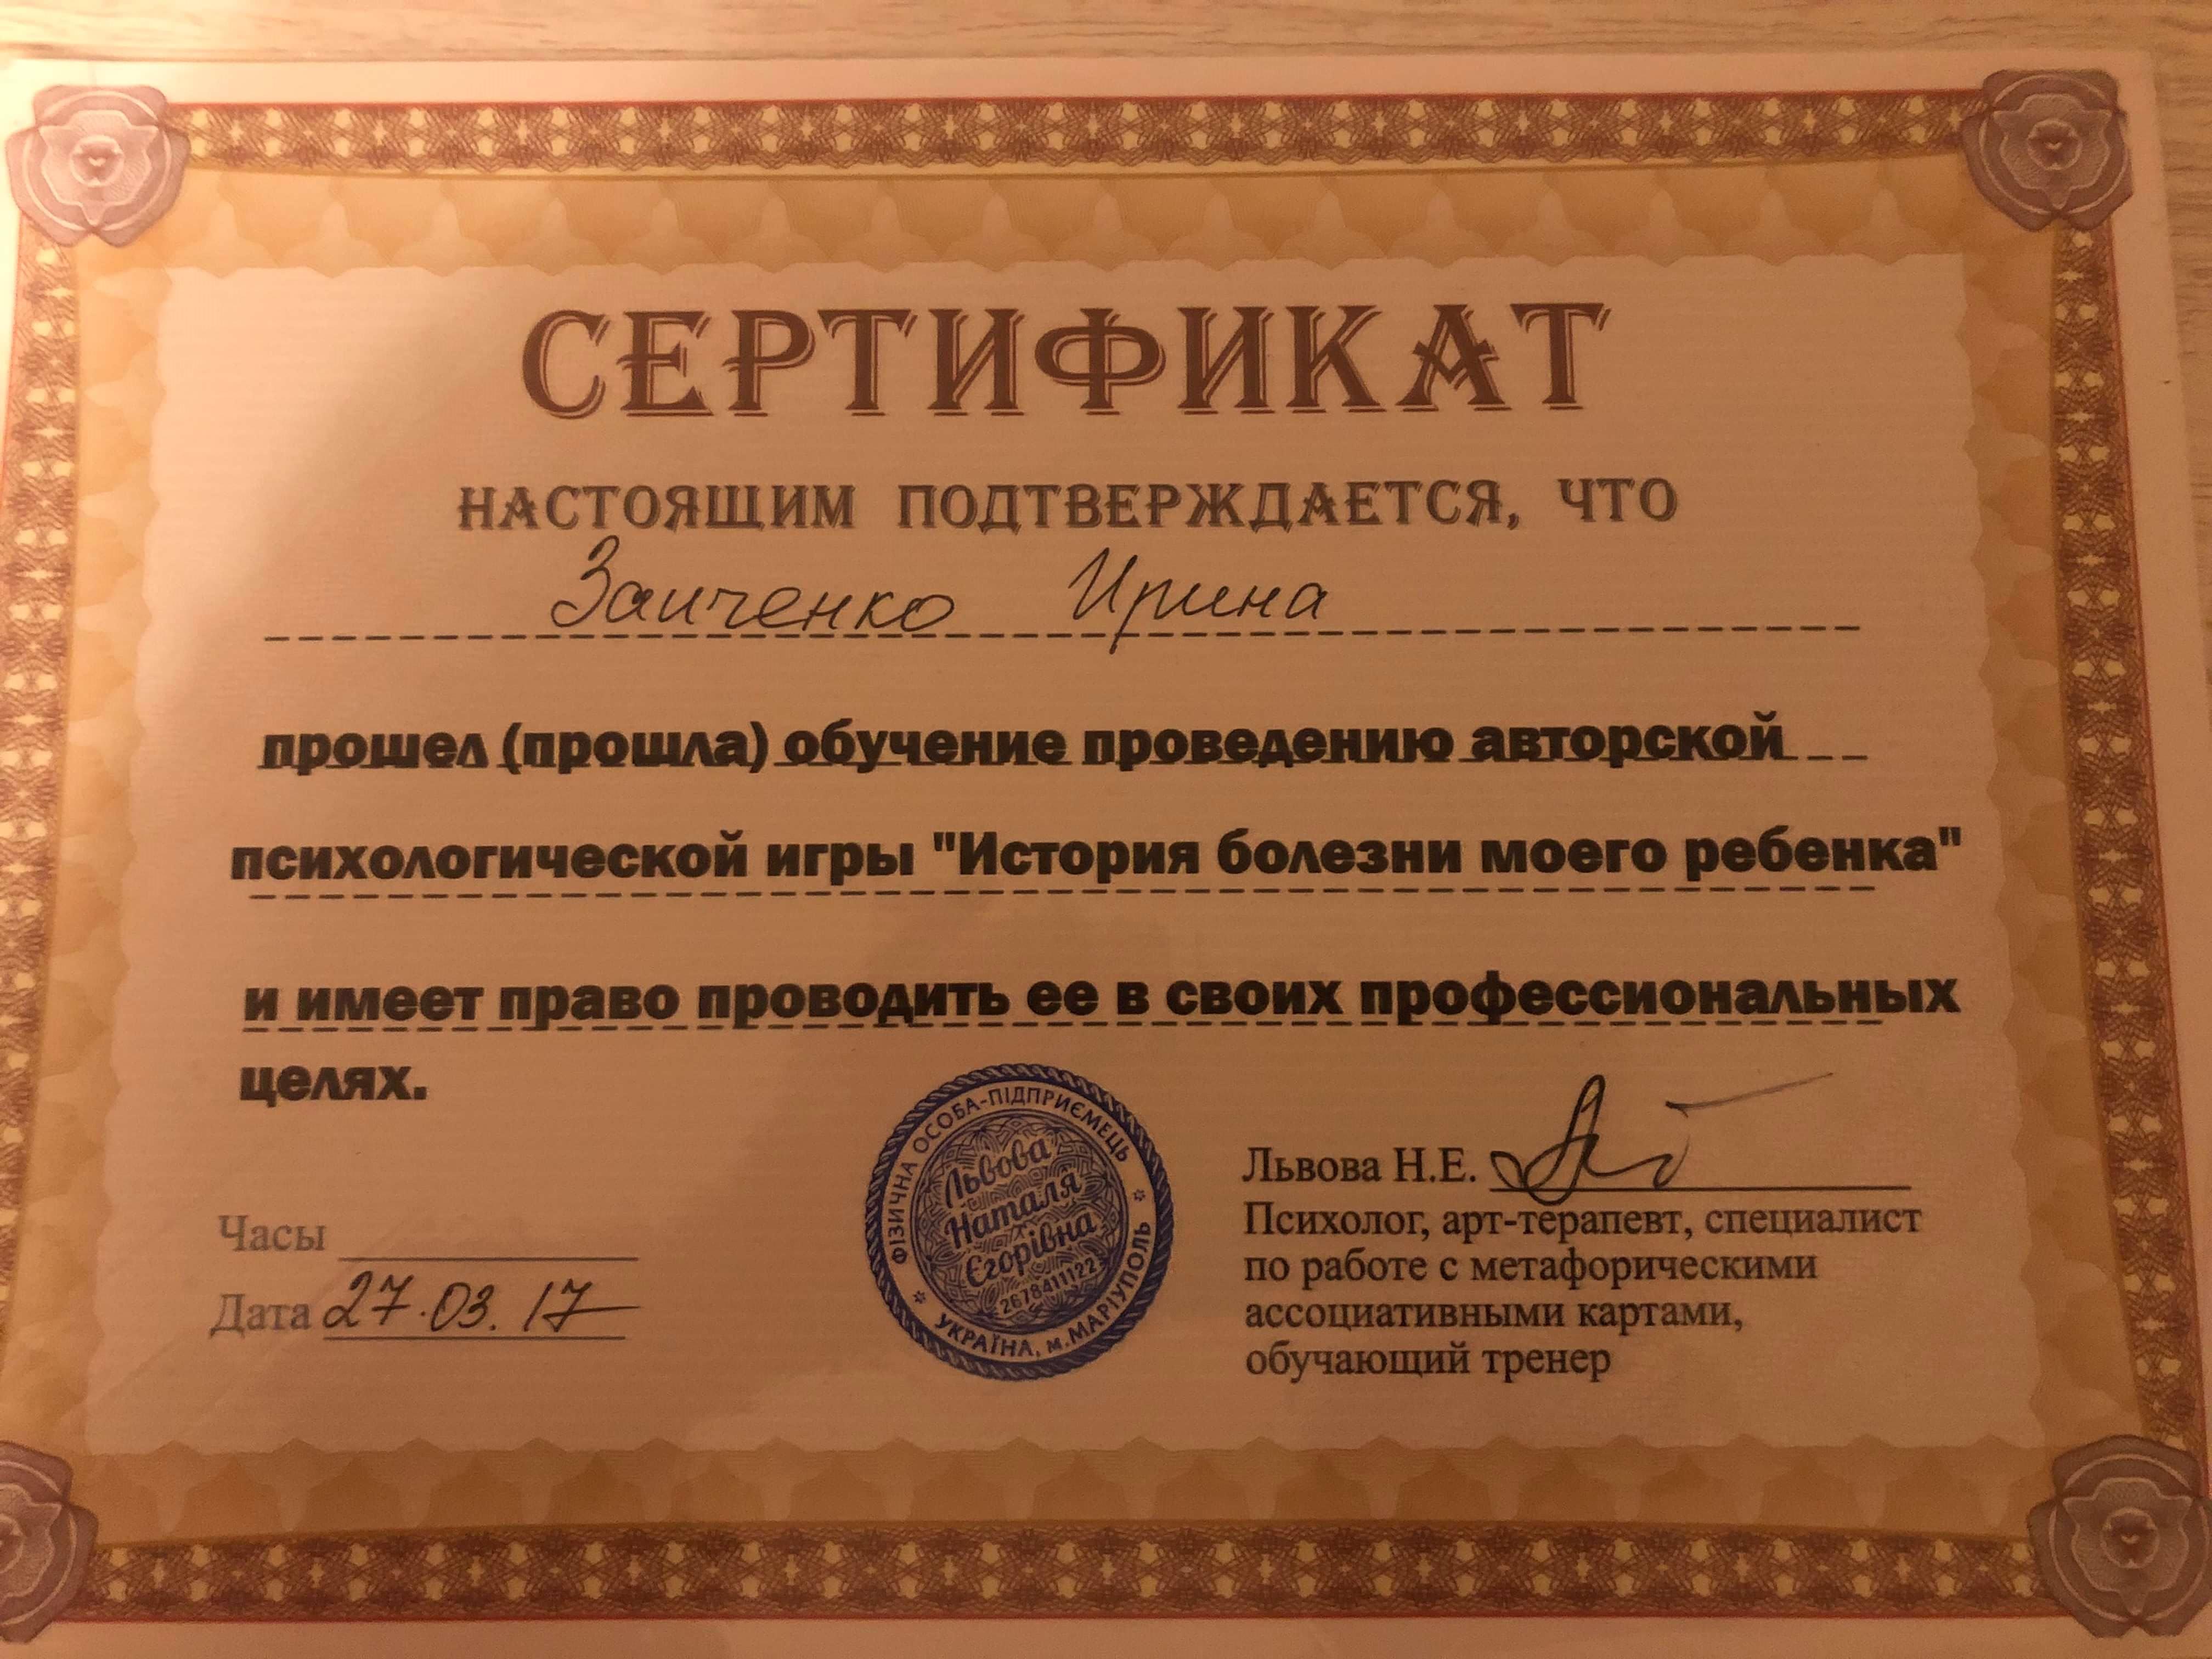 СЕРТИФИКАТ
НАСТОЯЩИМ ПОДТВЕРЖДАЕТСЯ, ЧТО
Заиченко Ирина
прошел (прошла) обучение проведению авторской
психологической игры "История болезни моего ребенка"
и имеет право проводить ее в своих профессиональных
целях.
ФІЗИЧНА ОСОБА-ПІДПРИЄМЕЦЬ
Львова
Наталя
Єгорівна
2678411122
УКРАЇНА, м.МАРІУПОЛЬ
Часы
Дата 27.03.17
Львова Н.Е.
Психолог, арт-терапевт, специалист
по работе с метафорическими
ассоциативными картами,
обучающий тренер